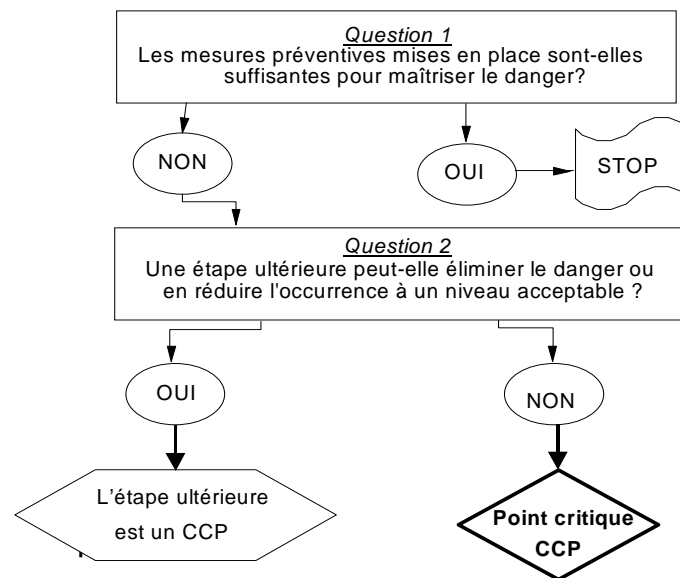 Question 1
Les mesures préventives mises en place sont-elles
suffisantes pour maîtriser le danger?
NON
OUI
STOP
Question 2
Une étape ultérieure peut-elle éliminer le danger ou
en réduire l'occurrence à un niveau acceptable ?
OUI
NON
L'étape ultérieure
est un CCP
Point critique
CCP